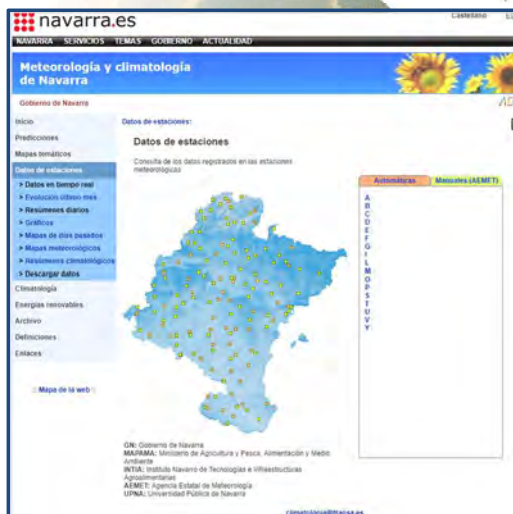 navarra.es
Castellano
NAVARRA SERVICIOS TEMAS GOBIERNO ACTUALIDAD
Meteorología y climatología
de Navarra
Gobierno de Navarra
Inicio
Predicciones
Mapas temáticos
Datos de estaciones
> Datos en tiempo real
> Evolución último mes
> Resúmenes diarios
> Gráficos
> Mapas de días pasados
> Mapas meteorológicos
> Resúmenes climatológicos
> Descargar datos
Climatología
Energías renovables
Archivo
Definiciones
Enlaces
:: Mapa de la web ::
Datos de estaciones:
Datos de estaciones
Consulta de los datos registrados en las estaciones
meteorológicas
Automáticas
Manuales (AEMET)
A
B
C
D
E
F
G
I
L
M
O
P
S
T
U
V
Y
GN: Gobierno de Navarra
MAPAMA: Ministerio de Agricultura y Pesca, Alimentación y Medio
Ambiente
INTIA: Instituto Navarro de Tecnologías e Infraestructuras
Agroalimentarias
AEMET: Agencia Estatal de Meteorología
UPNA: Universidad Pública de Navarra
climatologia@itracasa.es